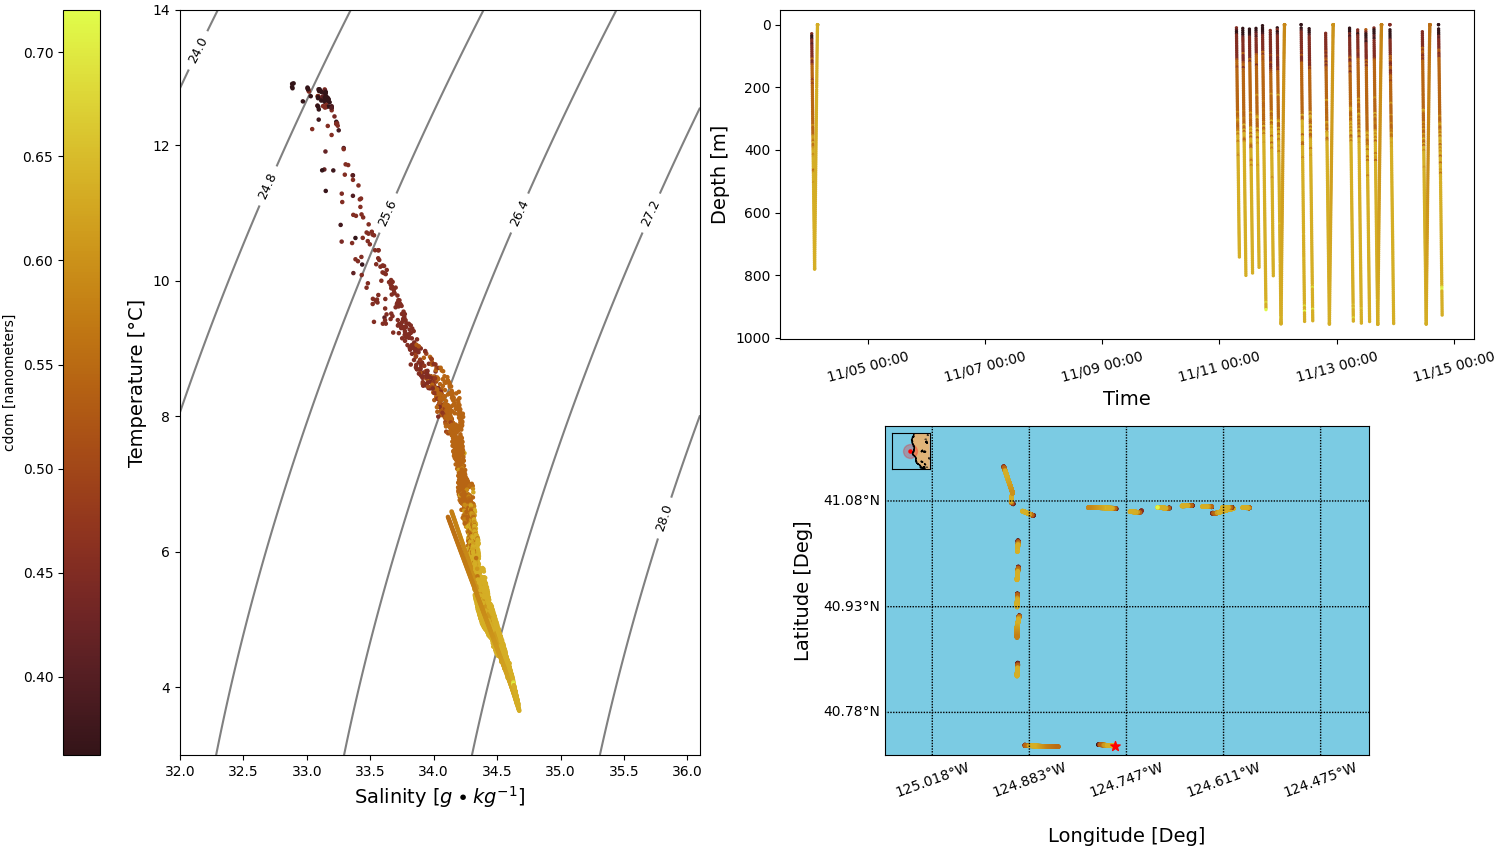 cdom [nanometers]
0.70
0.65
0.60
0.55
0.50
0.45
0.40
Temperature [°C]
14
12
10
8
6
4
24.0
24.8
25.6
26.4
27.2
28.0
32.0 32.5 33.0 33.5 34.0 34.5 35.0 35.5 36.0
Salinity [g • kg⁻¹]
Depth [m]
0
200
400
600
800
1000
11/05 00:00 11/07 00:00 11/09 00:00 11/11 00:00 11/13 00:00 11/15 00:00
Time
Latitude [Deg]
41.08°N
40.93°N
40.78°N
125.018°W 124.883°W 124.747°W 124.611°W 124.475°W
Longitude [Deg]